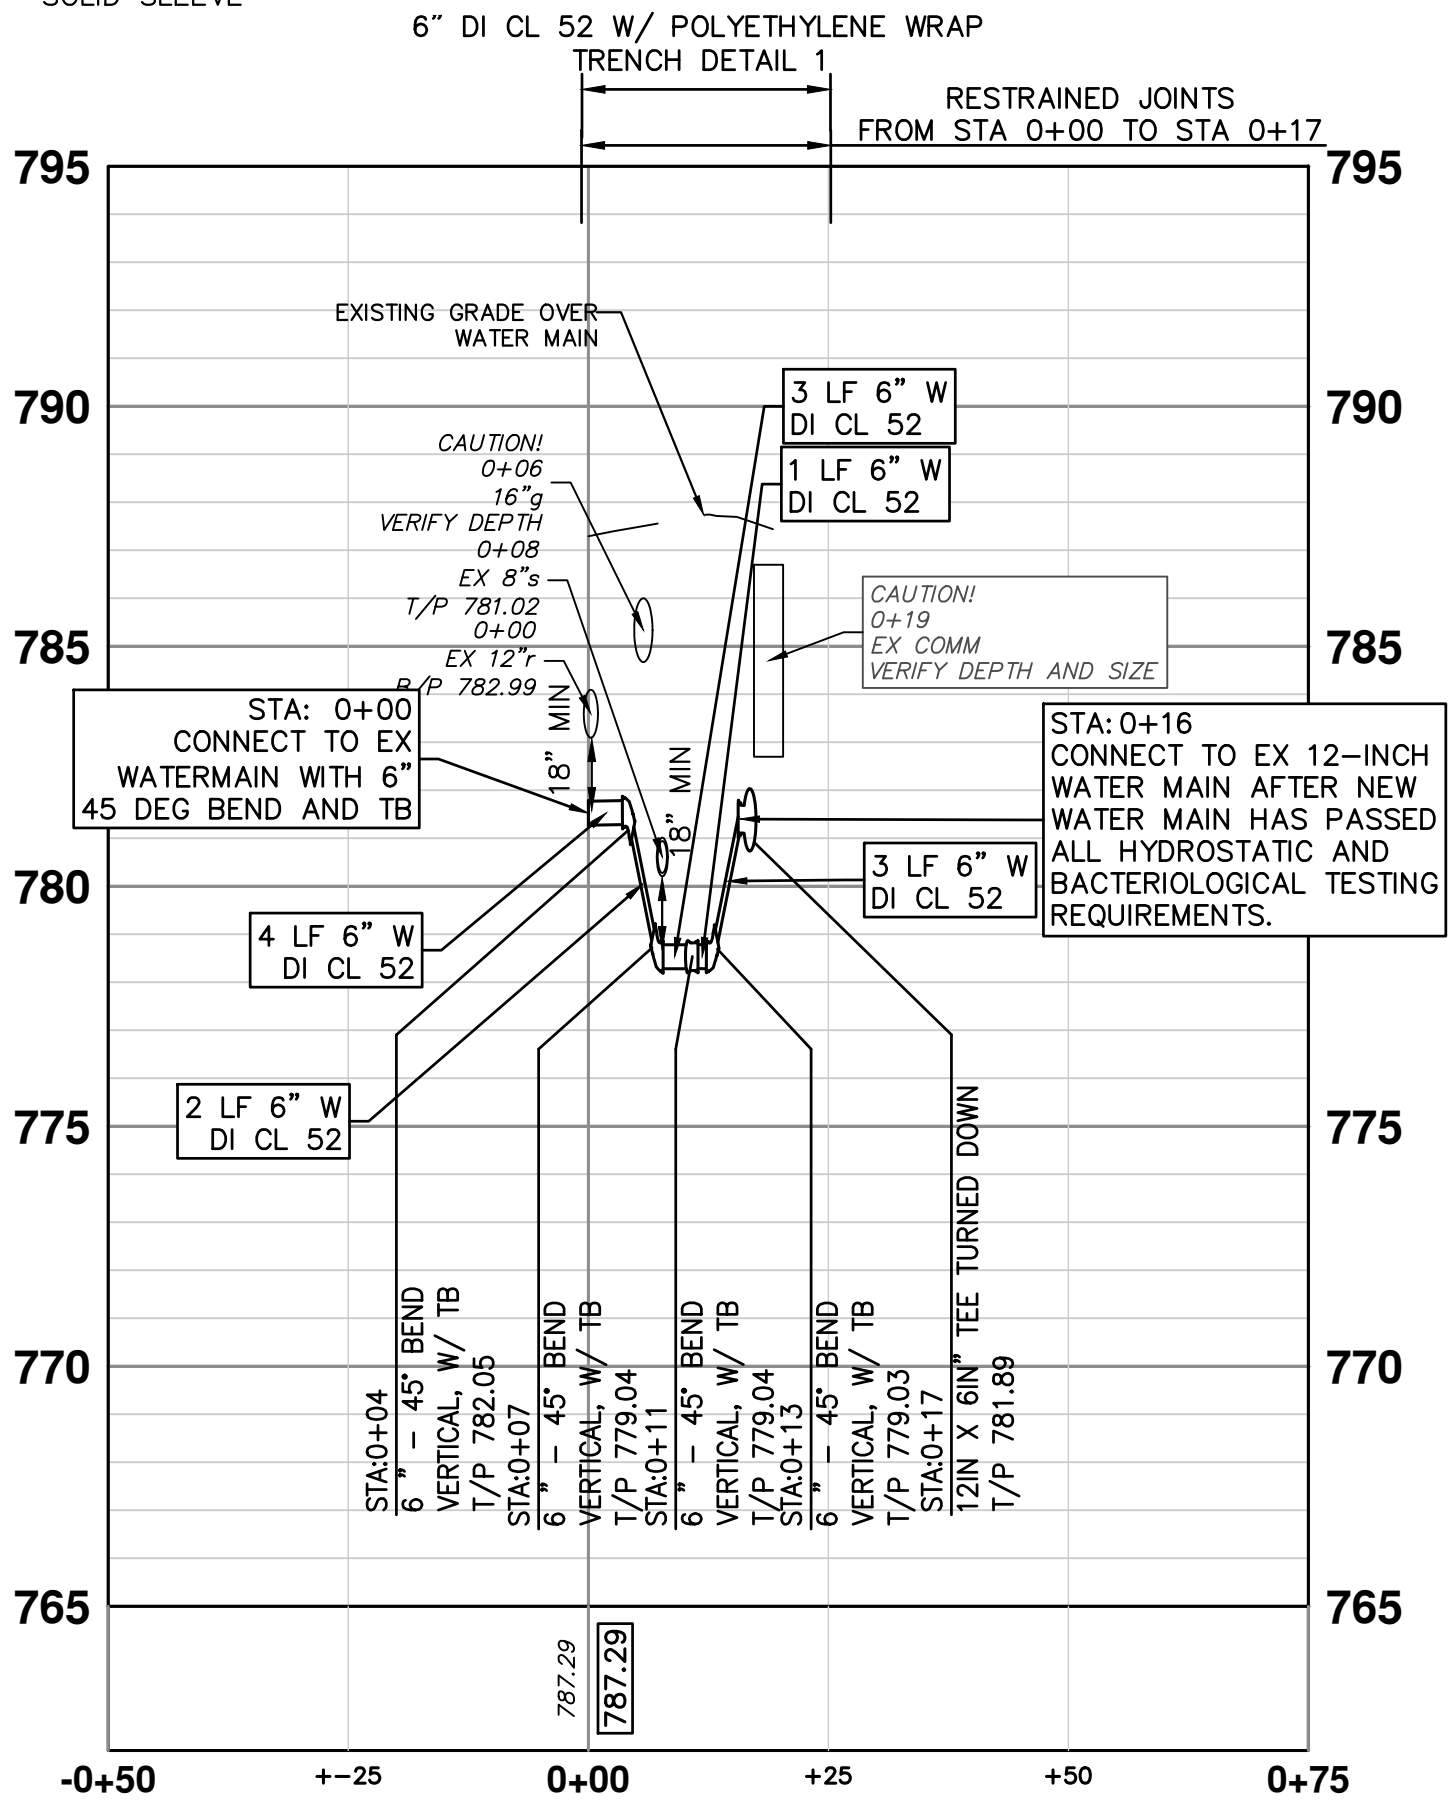 SOLID SLEEVE
6" DI CL 52 W/ POLYETHYLENE WRAP
TRENCH DETAIL 1
RESTRAINED JOINTS
FROM STA 0+00 TO STA 0+17
795
795
790
790
785
785
780
775
775
770
770
765
765
EXISTING GRADE OVER
WATER MAIN
3 LF 6" W
DI CL 52
1 LF 6" W
DI CL 52
CAUTION!
0+06
16"g
VERIFY DEPTH
0+08
EX 8"s
T/P 781.02
0+00
EX 12"r
B/P 782.99
CAUTION!
0+19
EX COMM
VERIFY DEPTH AND SIZE
18" MIN
18" MIN
STA: 0+00
CONNECT TO EX
WATERMAIN WITH 6"
45 DEG BEND AND TB
STA: 0+16
CONNECT TO EX 12-INCH
WATER MAIN AFTER NEW
WATER MAIN HAS PASSED
ALL HYDROSTATIC AND
BACTERIOLOGICAL TESTING
REQUIREMENTS.
3 LF 6" W
DI CL 52
4 LF 6" W
DI CL 52
2 LF 6" W
DI CL 52
STA:0+04
6 " - 45° BEND
VERTICAL, W/ TB
T/P 782.05
STA:0+07
6 " - 45° BEND
VERTICAL, W/ TB
T/P 779.04
STA:0+11
6 " - 45° BEND
VERTICAL, W/ TB
T/P 779.04
STA:0+13
6 " - 45° BEND
VERTICAL, W/ TB
T/P 779.03
STA:0+17
12IN X 6IN" TEE TURNED DOWN
T/P 781.89
787.29
787.29
-0+50
+-25
0+00
+25
+50
0+75